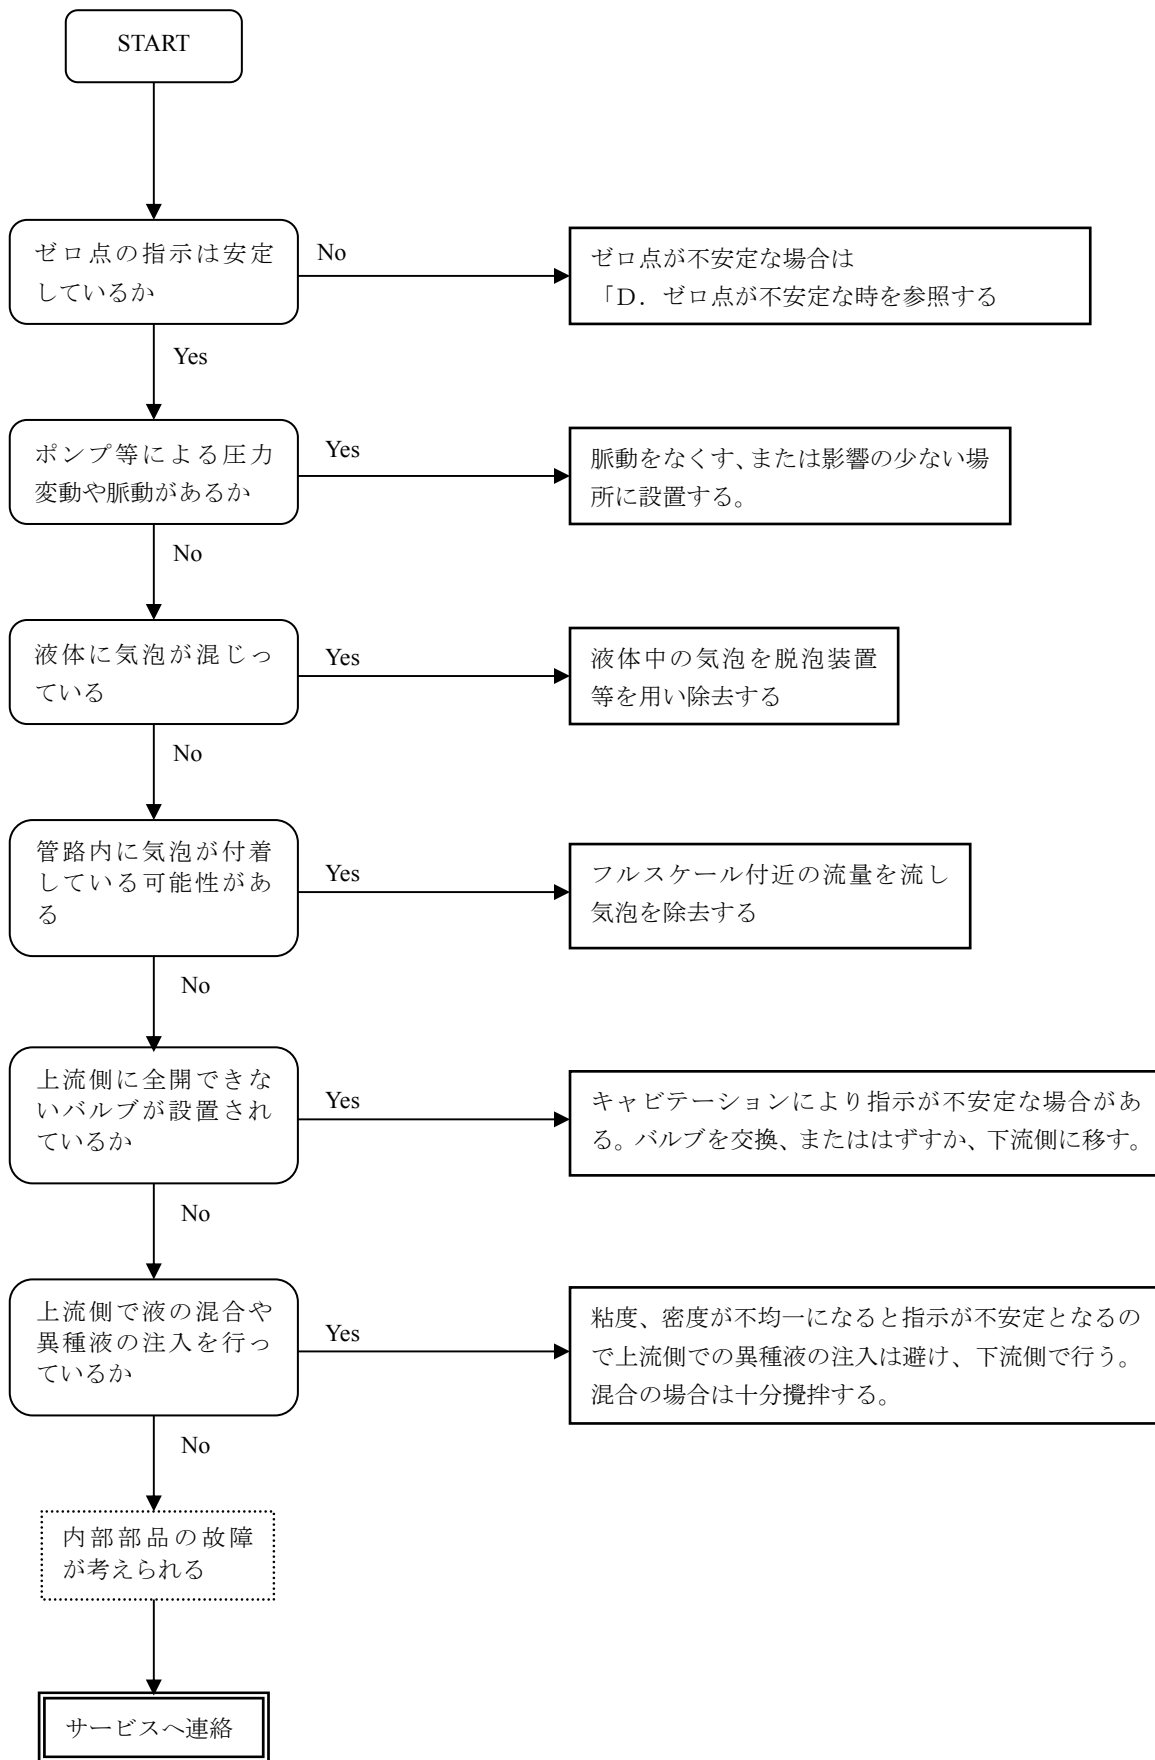 START
ゼロ点の指示は安定
しているか
No
ゼロ点が不安定な場合は
「D．ゼロ点が不安定な時を参照する
Yes
ポンプ等による圧力
変動や脈動があるか
Yes
脈動をなくす、または影響の少ない場
所に設置する。
No
液体に気泡が混じっ
ている
Yes
液体中の気泡を脱泡装置
等を用い除去する
No
管路内に気泡が付着
している可能性があ
る
Yes
フルスケール付近の流量を流し
気泡を除去する
No
上流側に全開できな
いバルブが設置され
ているか
Yes
キャビテーションにより指示が不安定な場合があ
る。バルブを交換、またははずすか、下流側に移す。
No
上流側で液の混合や
異種液の注入を行っ
ているか
Yes
粘度、密度が不均一になると指示が不安定となるの
で上流側での異種液の注入は避け、下流側で行う。
混合の場合は十分攪拌する。
No
内部部品の故障
が考えられる
サービスへ連絡